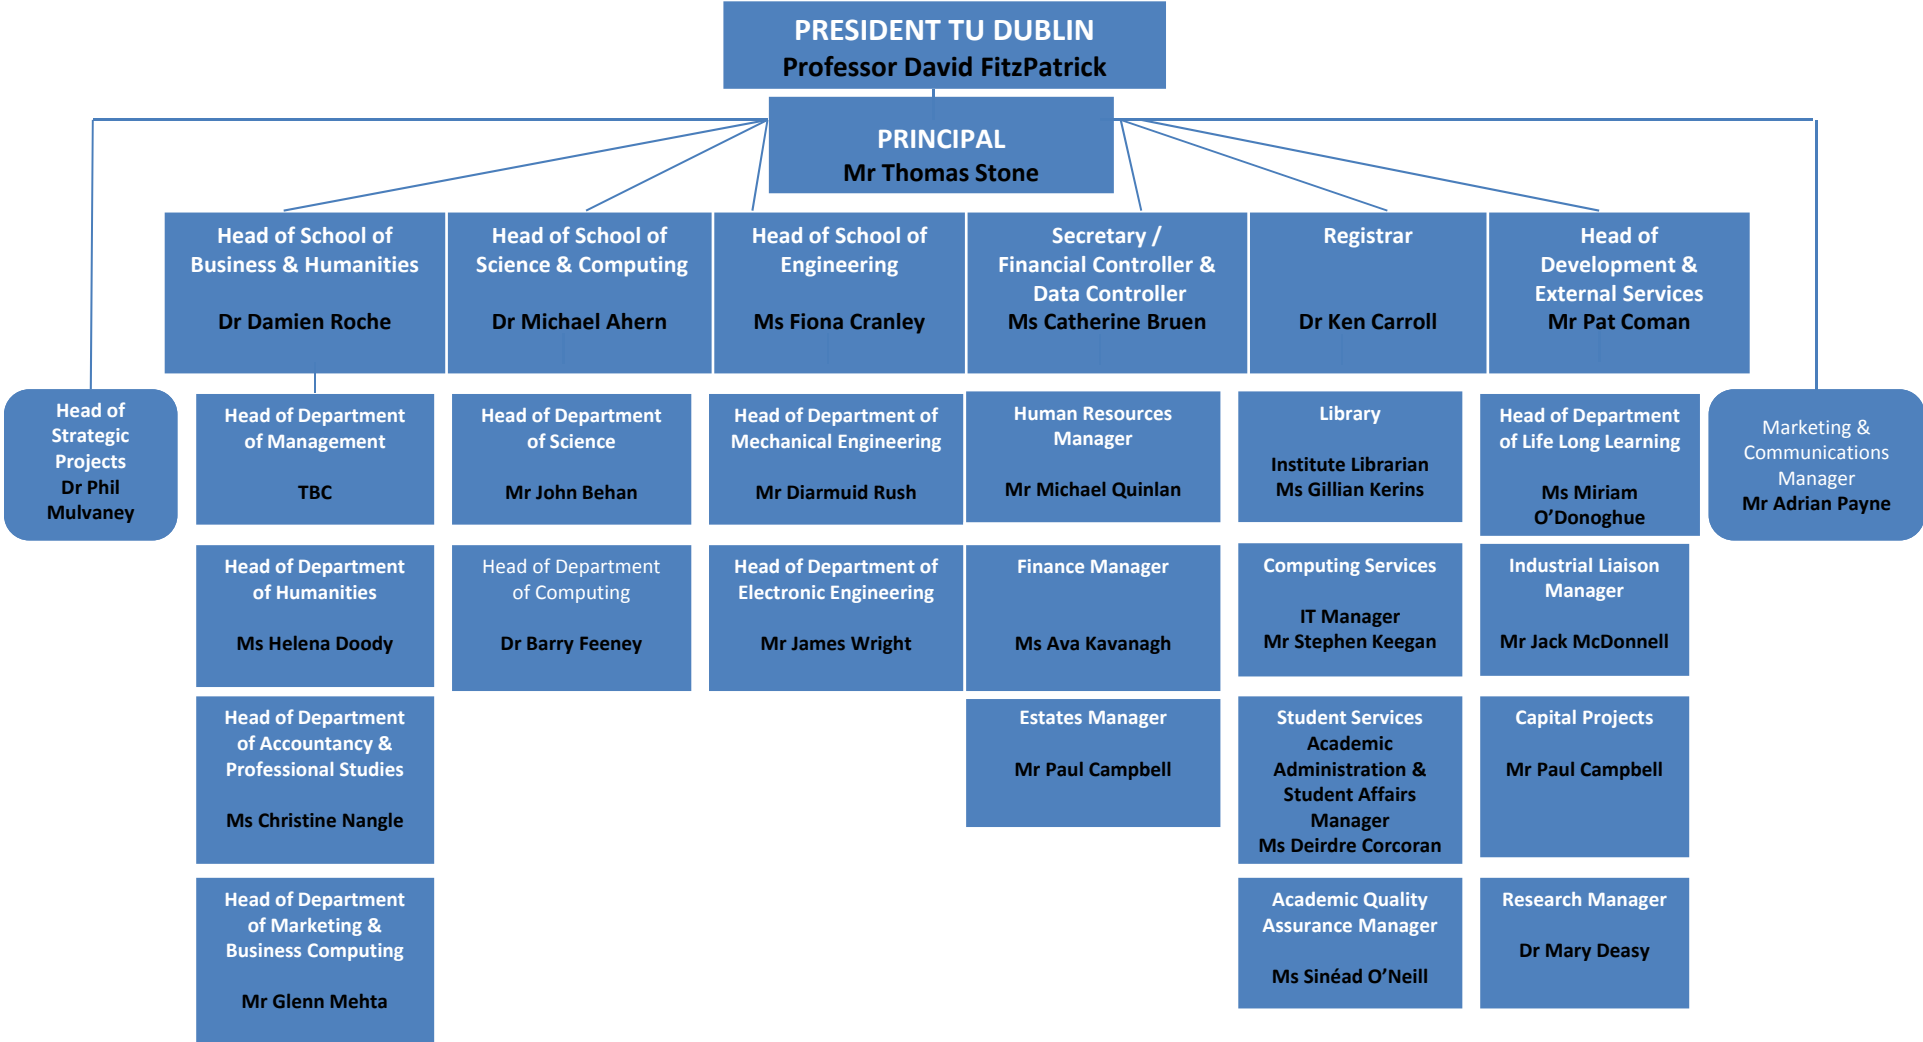 PRESIDENT TU DUBLIN
Professor David FitzPatrick
PRINCIPAL
Mr Thomas Stone
Head of School of
Business & Humanities
Dr Damien Roche
Head of School of
Science & Computing
Dr Michael Ahern
Head of School of
Engineering
Ms Fiona Cranley
Secretary /
Financial Controller &
Data Controller
Ms Catherine Bruen
Registrar
Dr Ken Carroll
Head of
Development &
External Services
Mr Pat Coman
Head of
Strategic
Projects
Dr Phil
Mulvaney
Head of Department
of Management
TBC
Head of Department
of Science
Mr John Behan
Head of Department of
Mechanical Engineering
Mr Diarmuid Rush
Human Resources
Manager
Mr Michael Quinlan
Library
Institute Librarian
Ms Gillian Kerins
Head of Department
of Life Long Learning
Ms Miriam
O’Donoghue
Marketing &
Communications
Manager
Mr Adrian Payne
Head of Department
of Humanities
Ms Helena Doody
Head of Department
of Computing
Dr Barry Feeney
Head of Department of
Electronic Engineering
Mr James Wright
Finance Manager
Ms Ava Kavanagh
Computing Services
IT Manager
Mr Stephen Keegan
Industrial Liaison
Manager
Mr Jack McDonnell
Head of Department
of Accountancy &
Professional Studies
Ms Christine Nangle
Estates Manager
Mr Paul Campbell
Student Services
Academic
Administration &
Student Affairs
Manager
Ms Deirdre Corcoran
Capital Projects
Mr Paul Campbell
Head of Department
of Marketing &
Business Computing
Mr Glenn Mehta
Academic Quality
Assurance Manager
Ms Sinéad O’Neill
Research Manager
Dr Mary Deasy